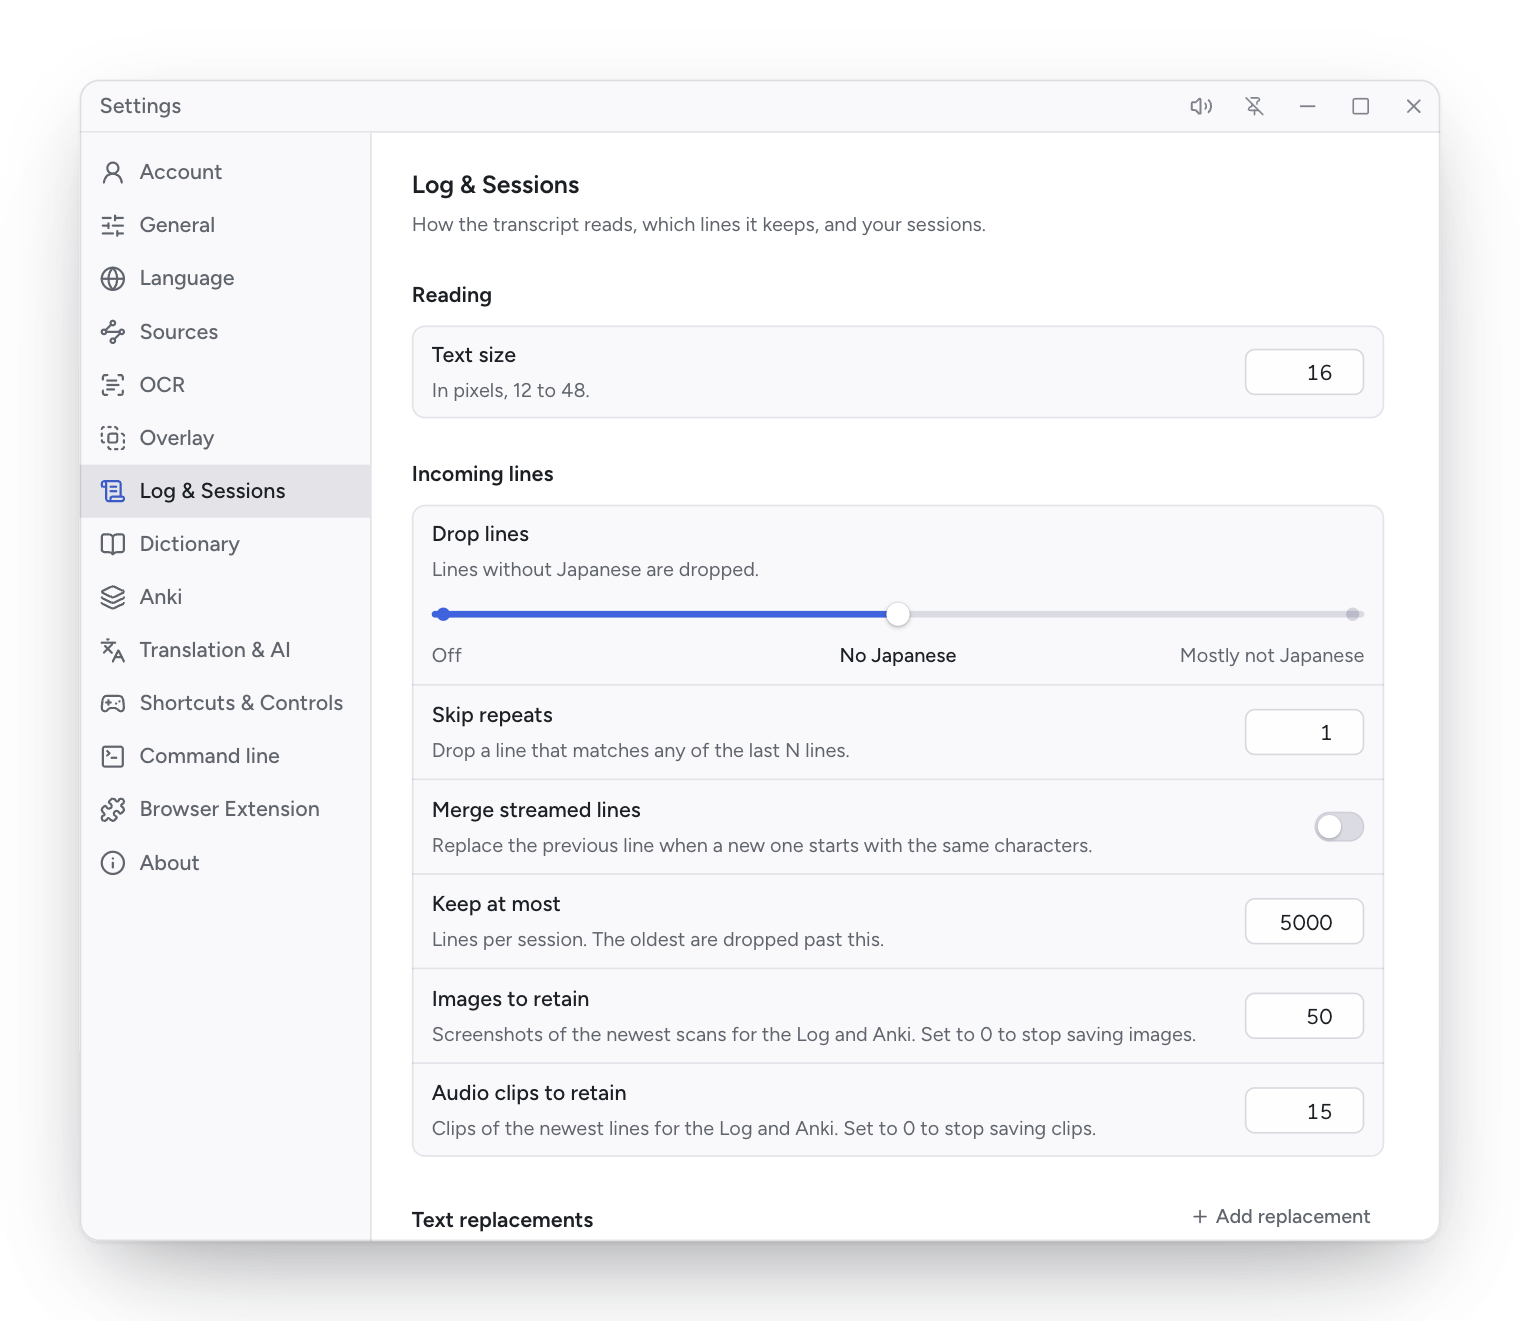 Settings
Account
General
Language
Sources
OCR
Overlay
Log & Sessions
Dictionary
Anki
Translation & AI
Shortcuts & Controls
Command line
Browser Extension
About
Log & Sessions
How the transcript reads, which lines it keeps, and your sessions.
Reading
Text size
In pixels, 12 to 48.
16
Incoming lines
Drop lines
Lines without Japanese are dropped.
Off
No Japanese
Mostly not Japanese
Skip repeats
Drop a line that matches any of the last N lines.
1
Merge streamed lines
Replace the previous line when a new one starts with the same characters.
Keep at most
Lines per session. The oldest are dropped past this.
5000
Images to retain
Screenshots of the newest scans for the Log and Anki. Set to 0 to stop saving images.
50
Audio clips to retain
Clips of the newest lines for the Log and Anki. Set to 0 to stop saving clips.
15
Text replacements
+ Add replacement